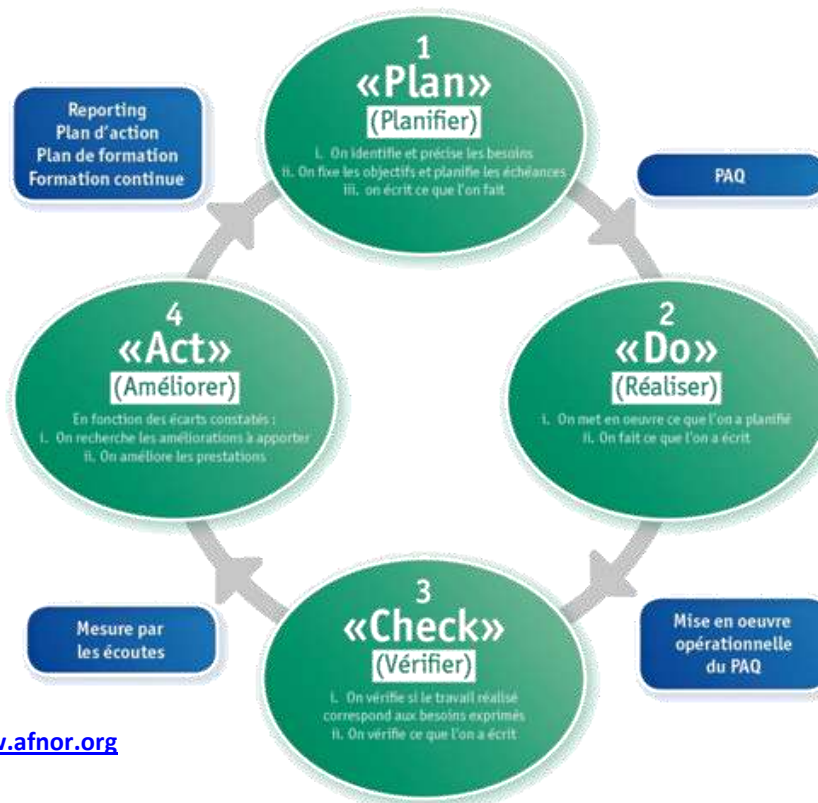 1
«Plan»
(Planifier)
i. On identifie et précise les besoins
ii. On fixe les objectifs et planifie les échéances
iii. on écrit ce que l'on fait
Reporting
Plan d'action
Plan de formation
Formation continue
PAQ
4
«Act»
(Améliorer)
En fonction des écarts constatés :
i. On recherche les améliorations à apporter
ii. On améliore les prestations
2
«Do»
(Réaliser)
i. On met en oeuvre ce que l'on a planifié
ii. On fait ce que l'on a écrit
3
«Check»
(Vérifier)
i. On vérifie si le travail réalisé
correspond aux besoins exprimés
ii. On vérifie ce que l'on a écrit
Mesure par
les écoutes
Mise en oeuvre
opérationnelle
du PAQ
.afnor.org